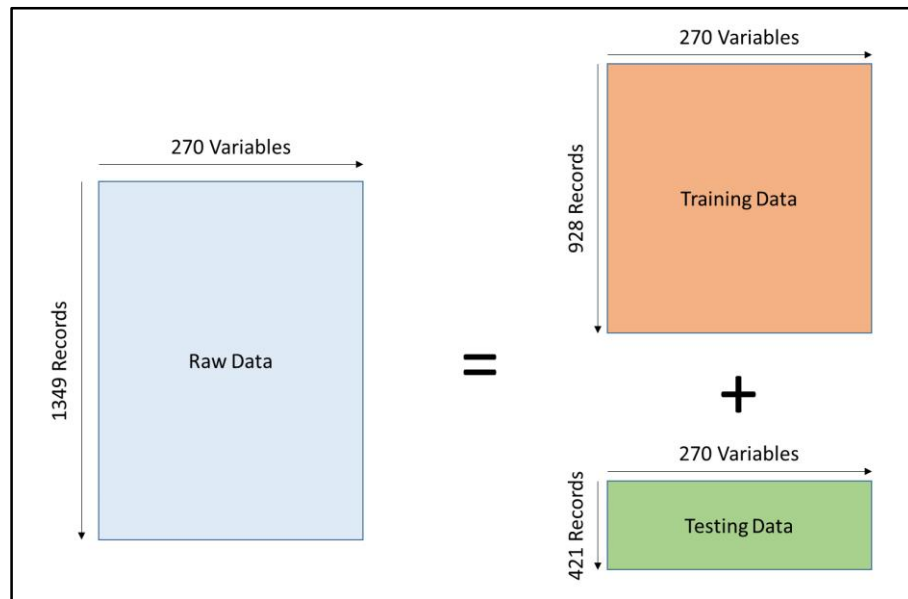 270 Variables
1349 Records
Raw Data
=
270 Variables
928 Records
Training Data
+
270 Variables
421 Records
Testing Data